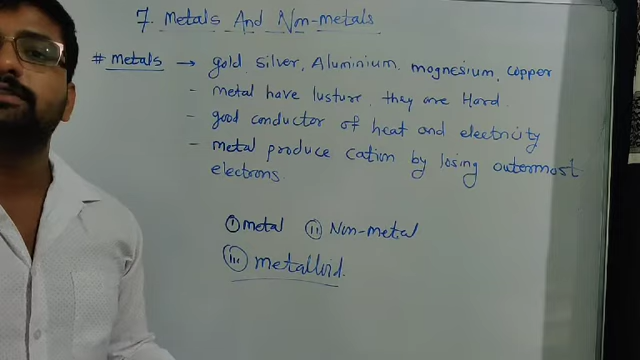 7. Metals And Non-metals
# metals → gold, silver, Aluminium, magnesium, copper
- metal have lusture, they are Hard.
- good conductor of heat and electricity
- metal produce cation by losing outermost
electrons.
(i) metal (ii) Non-metal
(iii) metalloid.